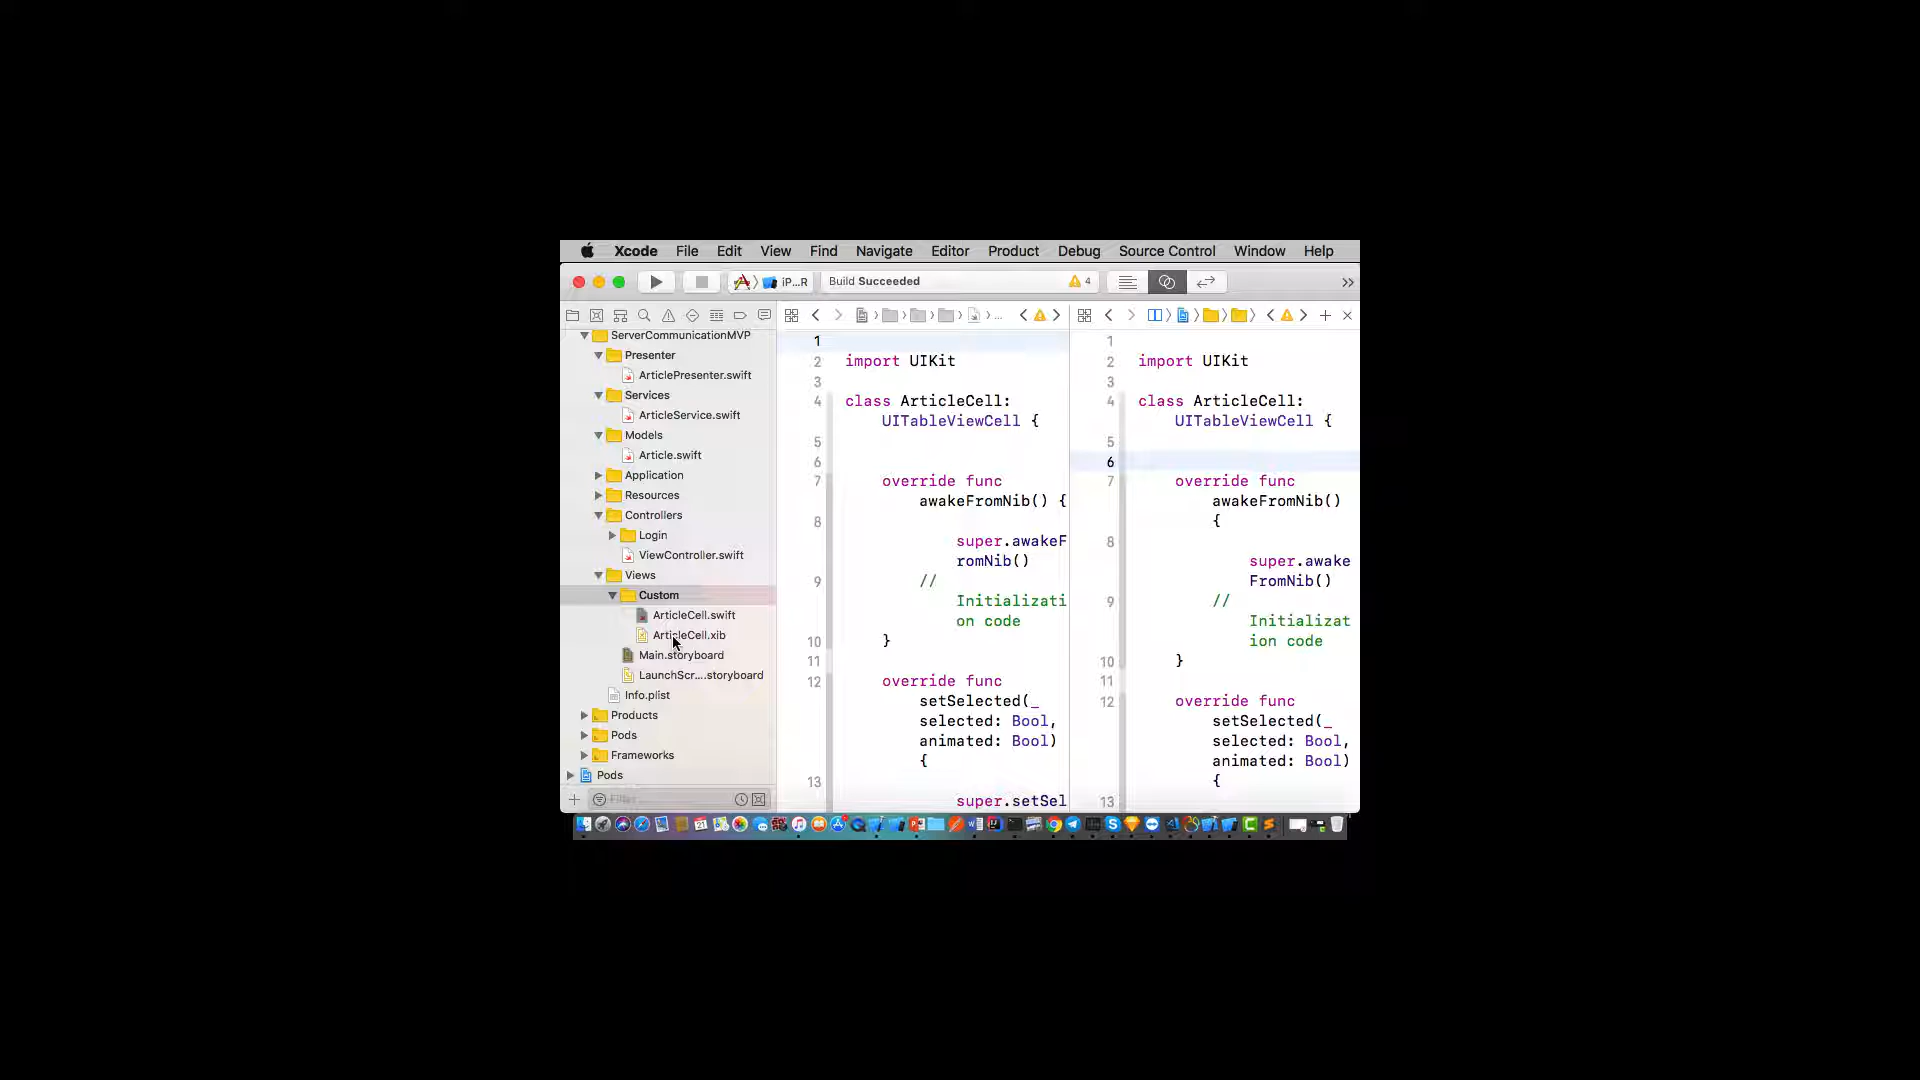 Xcode File Edit View Find Navigate Editor Product Debug Source Control Window Help
iP...R Build Succeeded 4
ServerCommunicationMVP
Presenter
ArticlePresenter.swift
Services
ArticleService.swift
Models
Article.swift
Application
Resources
Controllers
Login
ViewController.swift
Views
Custom
ArticleCell.swift
ArticleCell.xib
Main.storyboard
LaunchScr....storyboard
Info.plist
Products
Pods
Frameworks
Pods
Filter
1
2 import UIKit
3
4 class ArticleCell:
UITableViewCell {
5
6
7 override func
awakeFromNib() {
8
super.awakeF
romNib()
9 //
Initializati
on code
10 }
11
12 override func
setSelected(_
selected: Bool,
animated: Bool)
{
13
super.setSel
1
2 import UIKit
3
4 class ArticleCell:
UITableViewCell {
5
6
7 override func
awakeFromNib()
{
8
super.awake
FromNib()
9 //
Initializat
ion code
10 }
11
12 override func
setSelected(_
selected: Bool,
animated: Bool)
{
13